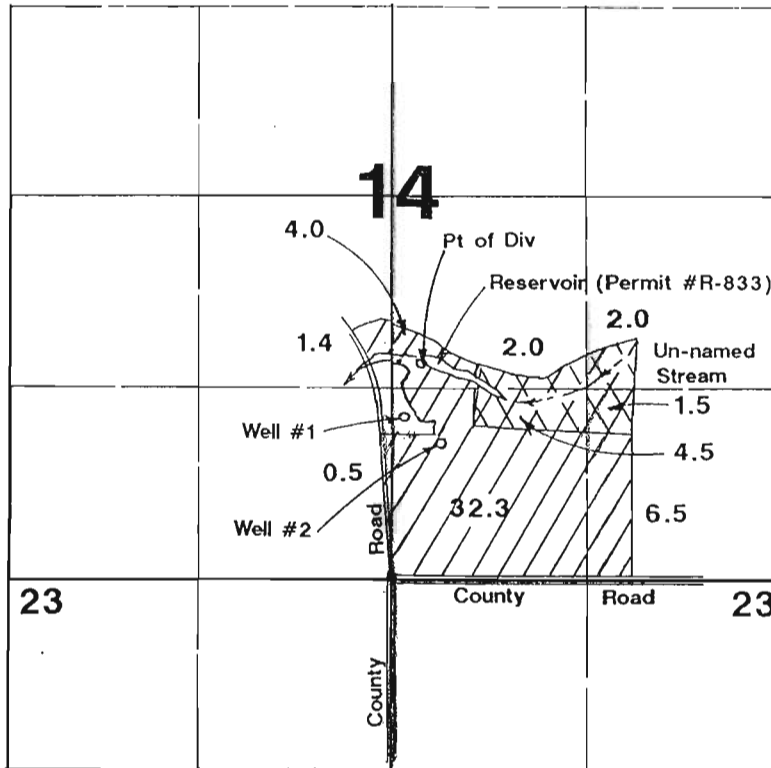 14
4.0
Pt of Div
Reservoir (Permit #R-833)
2.0
2.0
1.4
Un-named
Stream
1.5
Well #1
4.5
0.5
32.3
6.5
Well #2
Road
23
County
Road
23
County